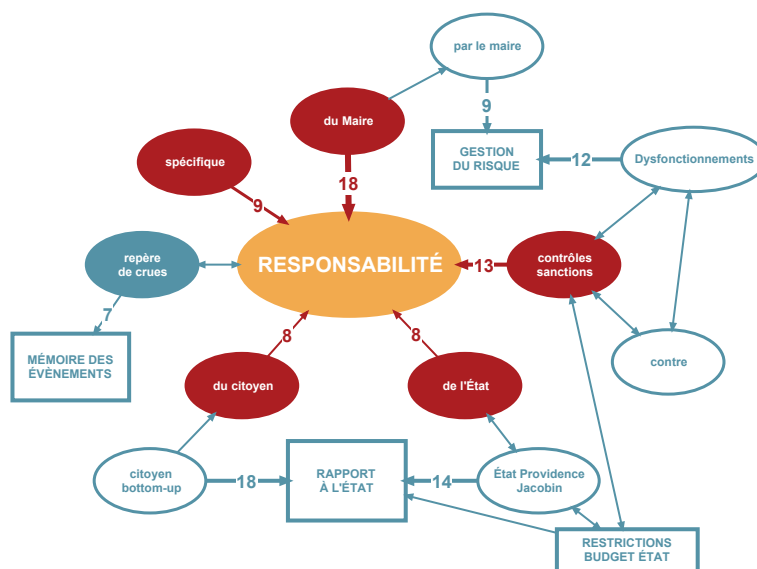 par le maire
9
du Maire
GESTION
DU RISQUE
12
Dysfonctionnements
spécifique
18
9
repère
de crues
RESPONSABILITÉ
13
contrôles
sanctions
7
8
8
MÉMOIRE DES
ÉVÈNEMENTS
contre
du citoyen
de l'État
citoyen
bottom-up
18
RAPPORT
À L'ÉTAT
14
État Providence
Jacobin
RESTRICTIONS
BUDGET ÉTAT